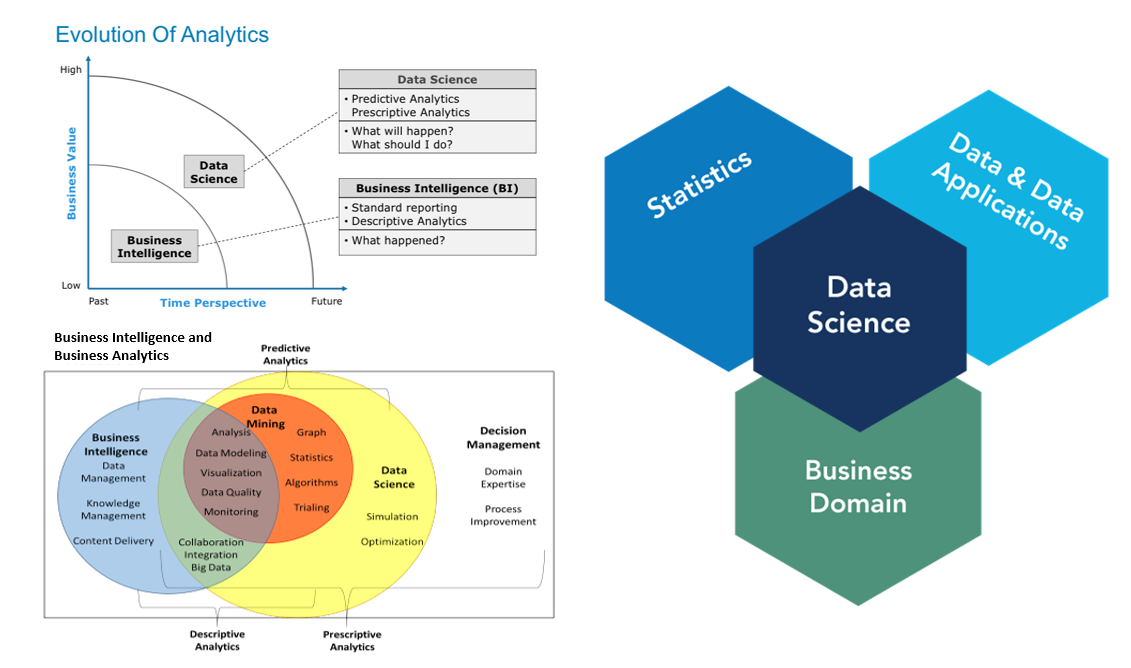 Evolution Of Analytics
High
Business Value
Low
Past
Time Perspective
Future
Data
Science
Business
Intelligence
Data Science
• Predictive Analytics
Prescriptive Analytics
• What will happen?
What should I do?
Business Intelligence (BI)
• Standard reporting
• Descriptive Analytics
• What happened?
Business Intelligence and
Business Analytics
Predictive
Analytics
Business
Intelligence
Data
Management
Knowledge
Management
Content Delivery
Data
Mining
Analysis
Data Modeling
Visualization
Data Quality
Monitoring
Graph
Statistics
Algorithms
Trialing
Collaboration
Integration
Big Data
Data
Science
Simulation
Optimization
Decision
Management
Domain
Expertise
Process
Improvement
Descriptive
Analytics
Prescriptive
Analytics
Statistics
Data & Data
Applications
Data
Science
Business
Domain